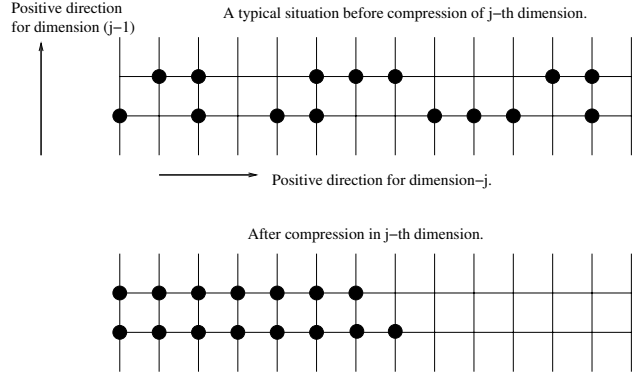 Positive direction
for dimension (j−1)
A typical situation before compression of j−th dimension.
Positive direction for dimension−j.
After compression in j−th dimension.